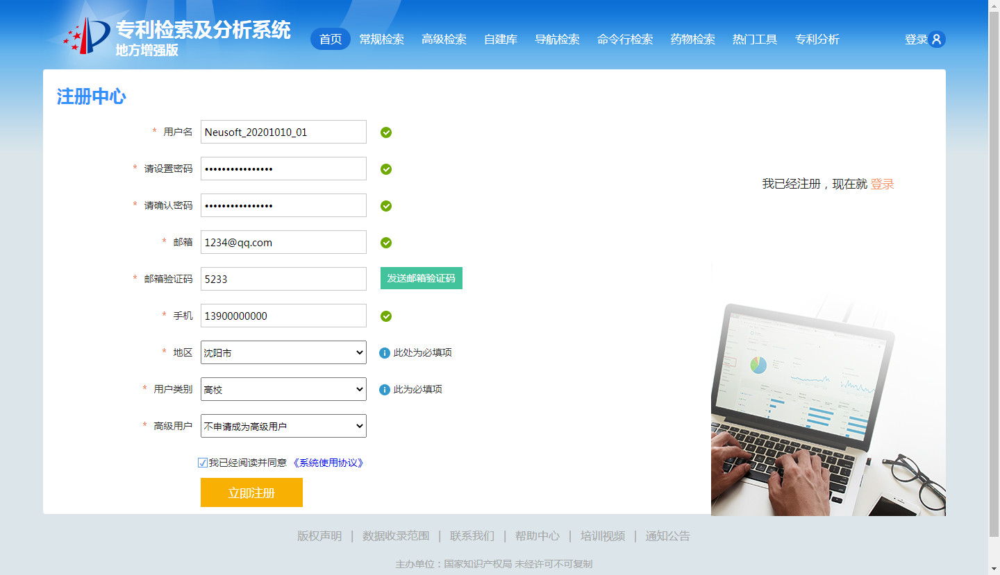 专利检索及分析系统
地方增强版
首页 常规检索 高级检索 自建库 导航检索 命令行检索 药物检索 热门工具 专利分析 登录
注册中心
* 用户名 Neusoft_20201010_01
* 请设置密码 ••••••••••••••••
* 请确认密码 ••••••••••••••••
* 邮箱 1234@qq.com
* 邮箱验证码 5233 发送邮箱验证码
* 手机 13900000000
* 地区 沈阳市 此处为必填项
* 用户类别 高校 此为必填项
* 高级用户 不申请成为高级用户
我已经阅读并同意 《系统使用协议》
立即注册
我已经注册，现在就 登录
版权声明 | 数据收录范围 | 联系我们 | 帮助中心 | 培训视频 | 通知公告
主办单位：国家知识产权局 未经许可不可复制